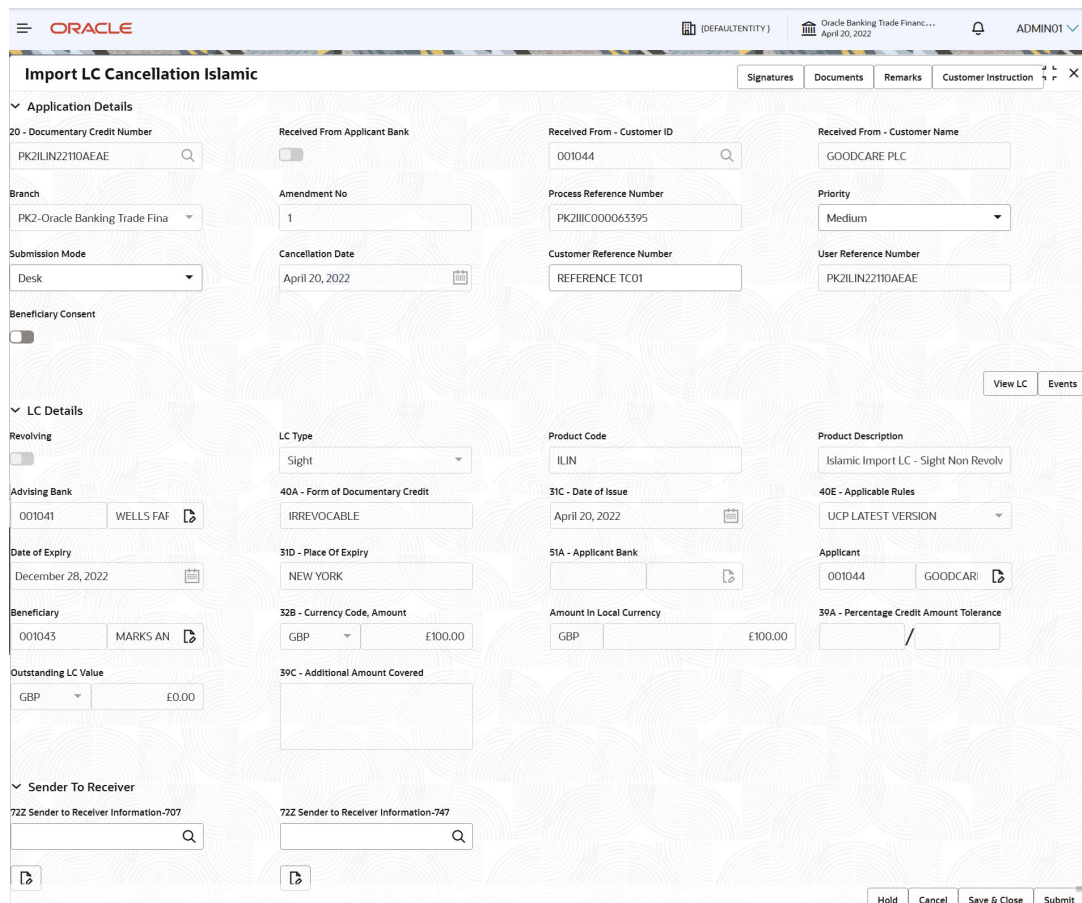 ORACLE
(DEFAULTENTITY )
Oracle Banking Trade Financ...
April 20, 2022
ADMIN01
Import LC Cancellation Islamic
Signatures
Documents
Remarks
Customer Instruction
Application Details
20 - Documentary Credit Number
Received From Applicant Bank
Received From - Customer ID
Received From - Customer Name
PK2ILIN22110AEAE
001044
GOODCARE PLC
Branch
Amendment No
Process Reference Number
Priority
PK2-Oracle Banking Trade Fina
1
PK2IIIC000063395
Medium
Submission Mode
Cancellation Date
Customer Reference Number
User Reference Number
Desk
April 20, 2022
REFERENCE TC01
PK2ILIN22110AEAE
Beneficiary Consent
View LC
Events
LC Details
Revolving
LC Type
Product Code
Product Description
Sight
ILIN
Islamic Import LC - Sight Non Revolv
Advising Bank
40A - Form of Documentary Credit
31C - Date of Issue
40E - Applicable Rules
001041
WELLS FAF
IRREVOCABLE
April 20, 2022
UCP LATEST VERSION
Date of Expiry
31D - Place Of Expiry
51A - Applicant Bank
Applicant
December 28, 2022
NEW YORK
001044
GOODCARI
Beneficiary
32B - Currency Code, Amount
Amount In Local Currency
39A - Percentage Credit Amount Tolerance
001043
MARKS AN
GBP
£100.00
GBP
£100.00
/
Outstanding LC Value
39C - Additional Amount Covered
GBP
£0.00
Sender To Receiver
72Z Sender to Receiver Information-707
72Z Sender to Receiver Information-747
Hold
Cancel
Save & Close
Submit